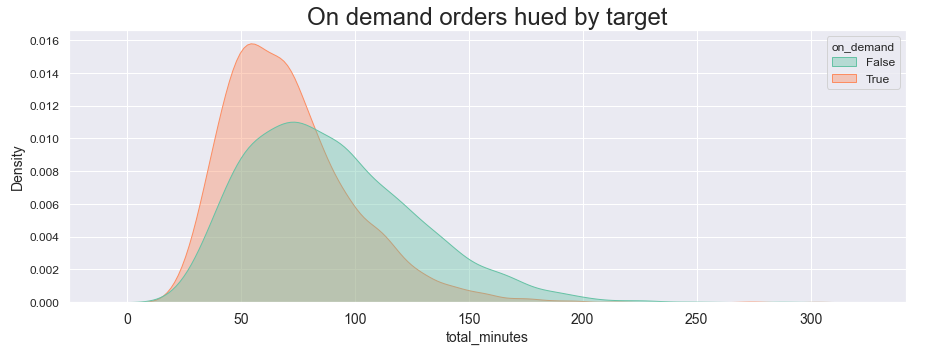 On demand orders hued by target
on_demand
False
True
Density
0.016
0.014
0.012
0.010
0.008
0.006
0.004
0.002
0.000
0 50 100 150 200 250 300
total_minutes